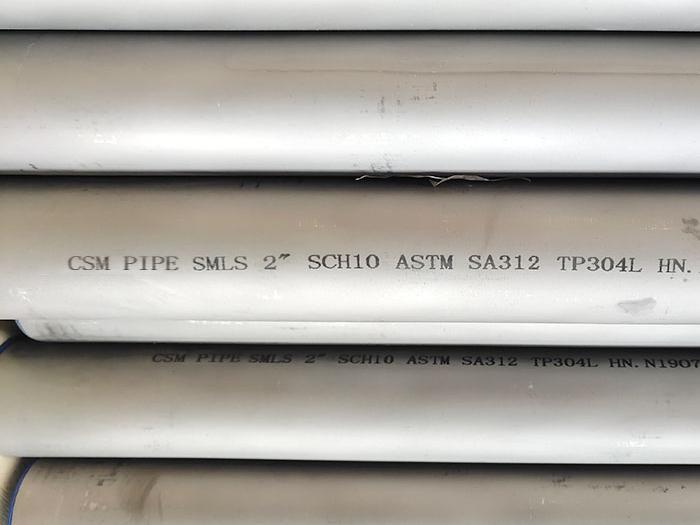 CSM PIPE SMLS 2" SCH10 ASTM SA312 TP304L HN.
CSM PIPE SMLS 2" SCH10 ASTM SA312 TP304L HN. N1907